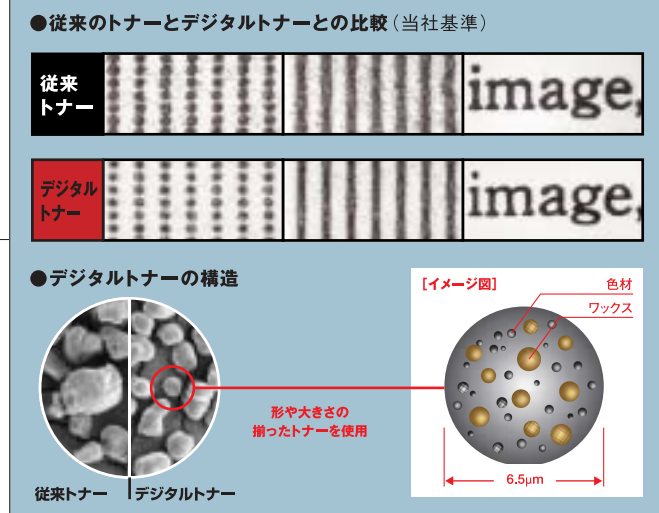 ●従来のトナーとデジタルトナーとの比較(当社基準)
従来
トナー
image,
デジタル
トナー
image,
●デジタルトナーの構造
[イメージ図]
色材
ワックス
形や大きさの
揃ったトナーを使用
6.5μm
従来トナー
デジタルトナー